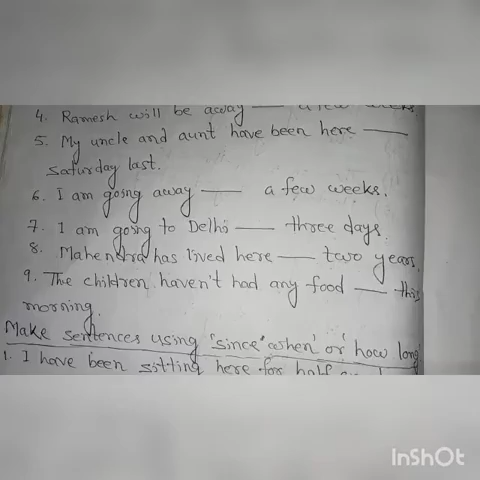 4. Ramesh will be away — a few weeks.
5. My uncle and aunt have been here —
saturday last.
6. I am going away — a few weeks.
7. I am going to Delhi — three days.
8. Mahendra has lived here — two years.
9. The children haven't had any food — this
morning.
Make sentences using 'since' when' or 'how long'
1. I have been sitting here for half an
InShOt